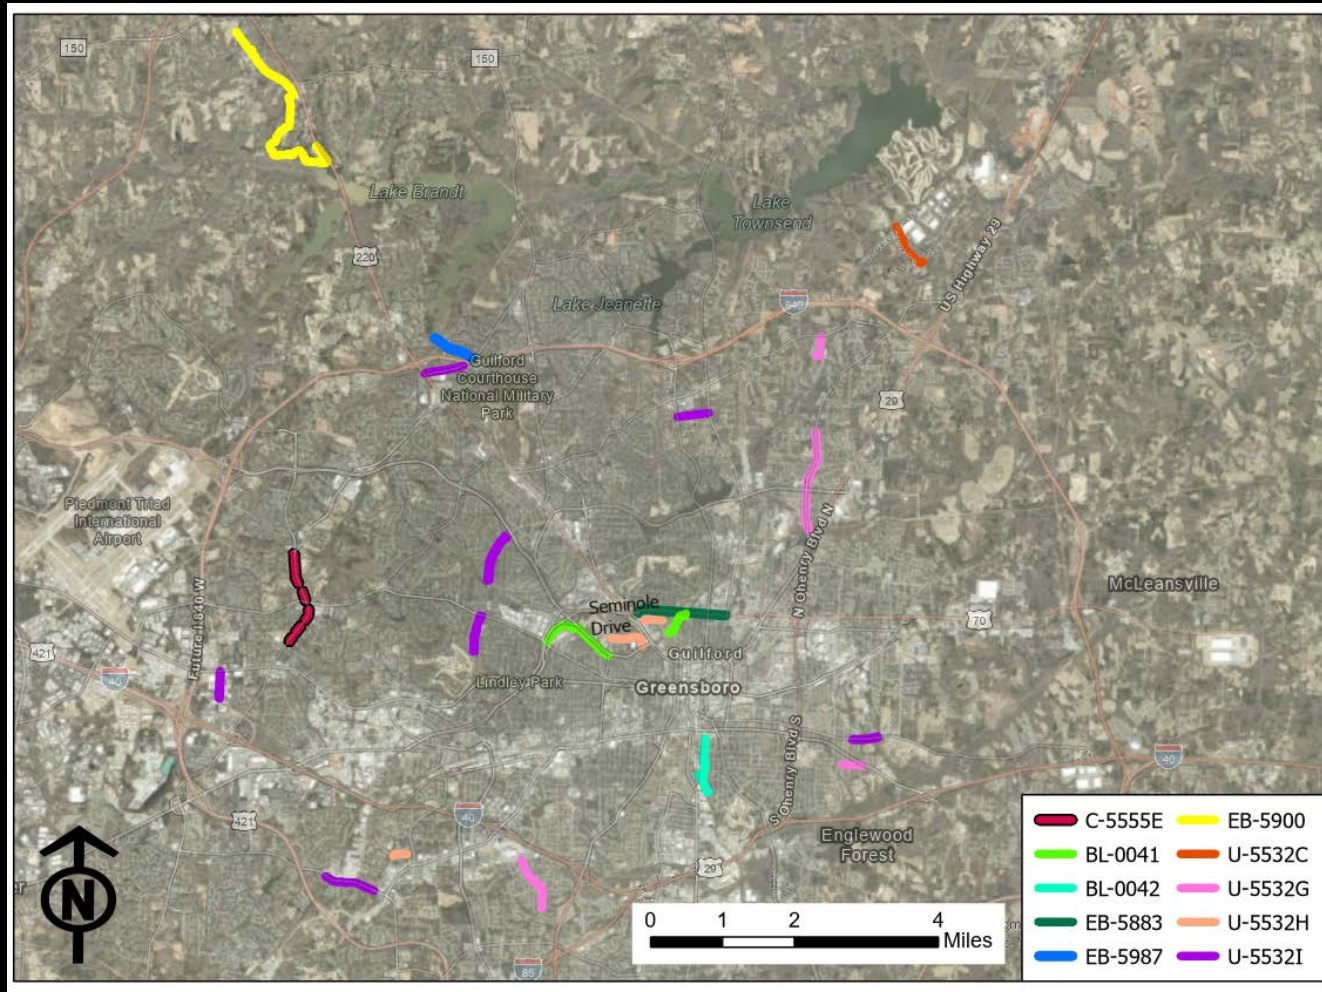 150
150
Lake Brandt
Lake
Townsend
220
US Highway 29
Lake Jeanette
840
Guilford
Courthouse
National Military
Park
29
Piedmont Triad
International
Airport
N Ohenry Blvd N
McLeansville
Future I 840 W
Seminole
Drive
70
421
Guilford
40
Lindley Park
Greensboro
S Ohenry Blvd S
40
421
40
Englewood
Forest
29
85
N
0 1 2 4
Miles
C-5555E
BL-0041
BL-0042
EB-5883
EB-5987
EB-5900
U-5532C
U-5532G
U-5532H
U-5532I